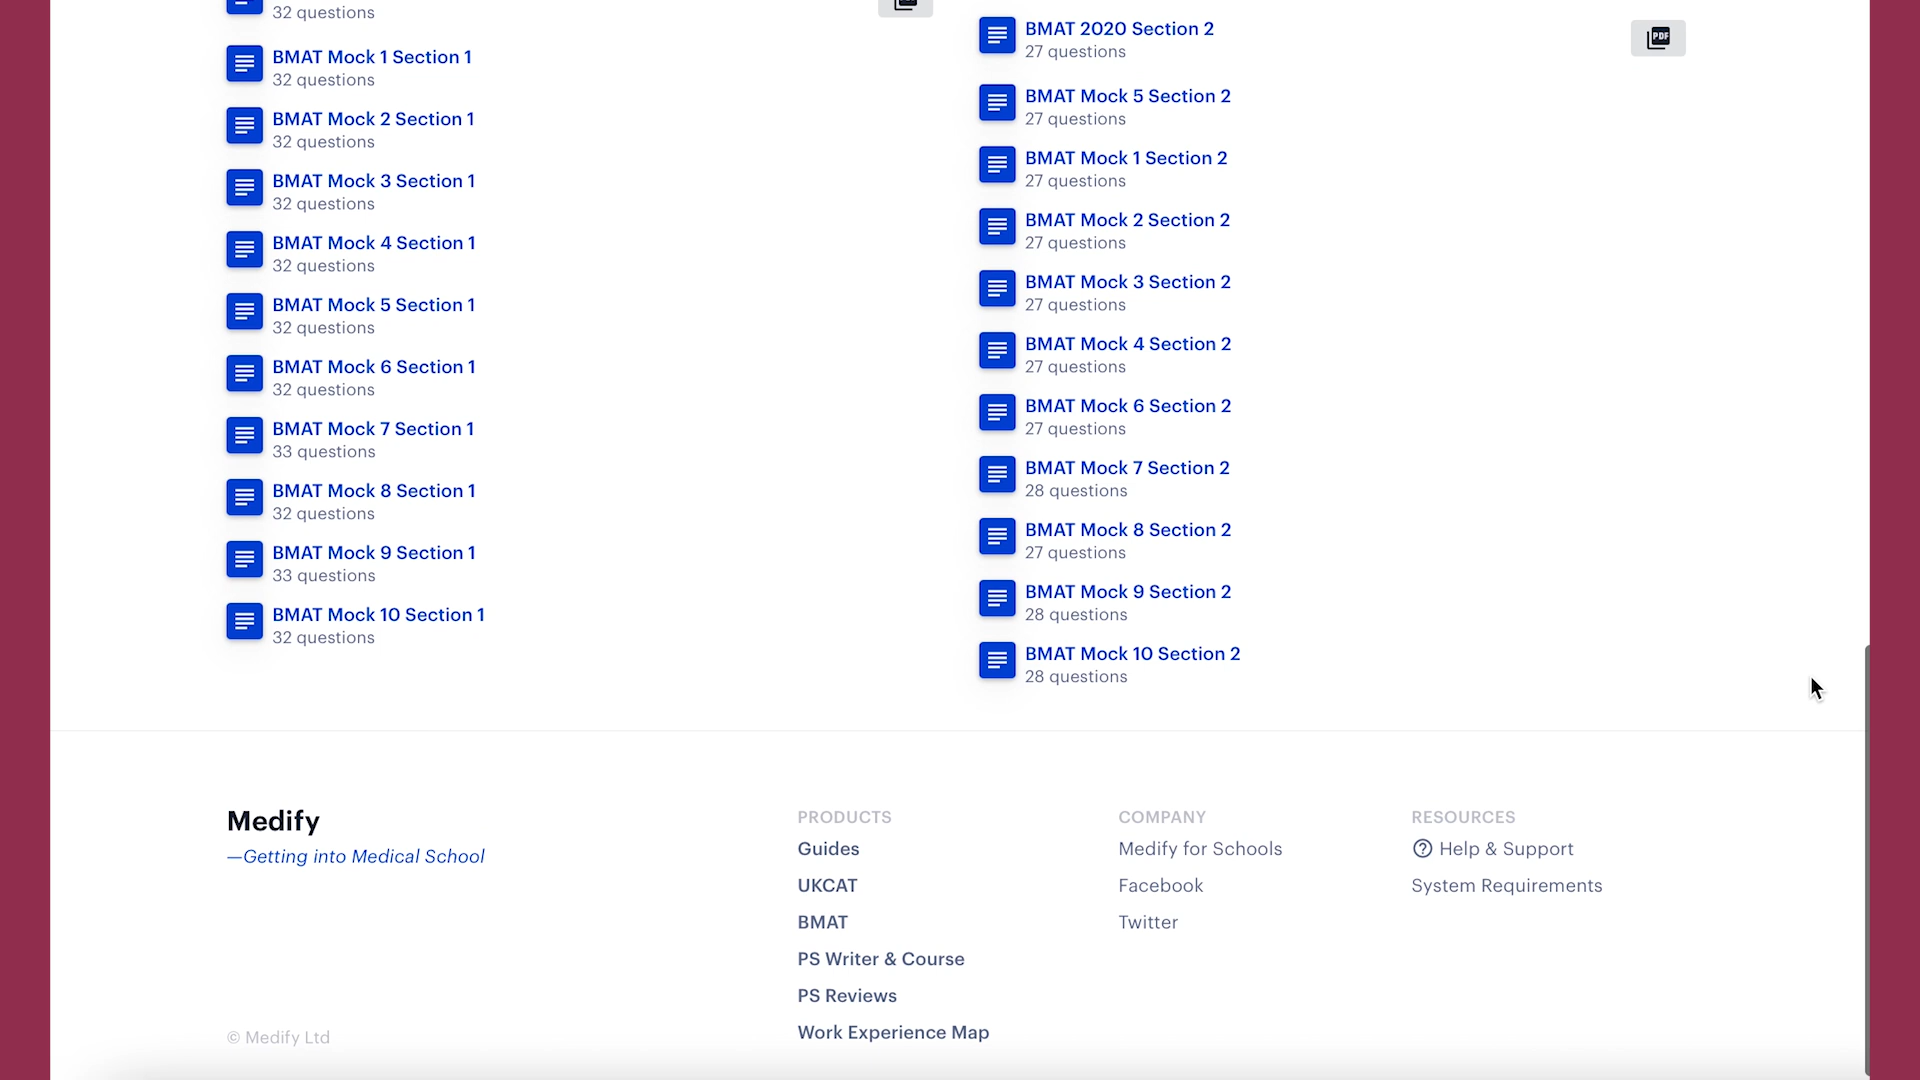 32 questions
BMAT Mock 1 Section 1
32 questions
BMAT Mock 2 Section 1
32 questions
BMAT Mock 3 Section 1
32 questions
BMAT Mock 4 Section 1
32 questions
BMAT Mock 5 Section 1
32 questions
BMAT Mock 6 Section 1
32 questions
BMAT Mock 7 Section 1
33 questions
BMAT Mock 8 Section 1
32 questions
BMAT Mock 9 Section 1
33 questions
BMAT Mock 10 Section 1
32 questions
BMAT 2020 Section 2
27 questions
PDF
BMAT Mock 5 Section 2
27 questions
BMAT Mock 1 Section 2
27 questions
BMAT Mock 2 Section 2
27 questions
BMAT Mock 3 Section 2
27 questions
BMAT Mock 4 Section 2
27 questions
BMAT Mock 6 Section 2
27 questions
BMAT Mock 7 Section 2
28 questions
BMAT Mock 8 Section 2
27 questions
BMAT Mock 9 Section 2
28 questions
BMAT Mock 10 Section 2
28 questions
Medify
—Getting into Medical School
© Medify Ltd
PRODUCTS
Guides
UKCAT
BMAT
PS Writer & Course
PS Reviews
Work Experience Map
COMPANY
Medify for Schools
Facebook
Twitter
RESOURCES
Help & Support
System Requirements